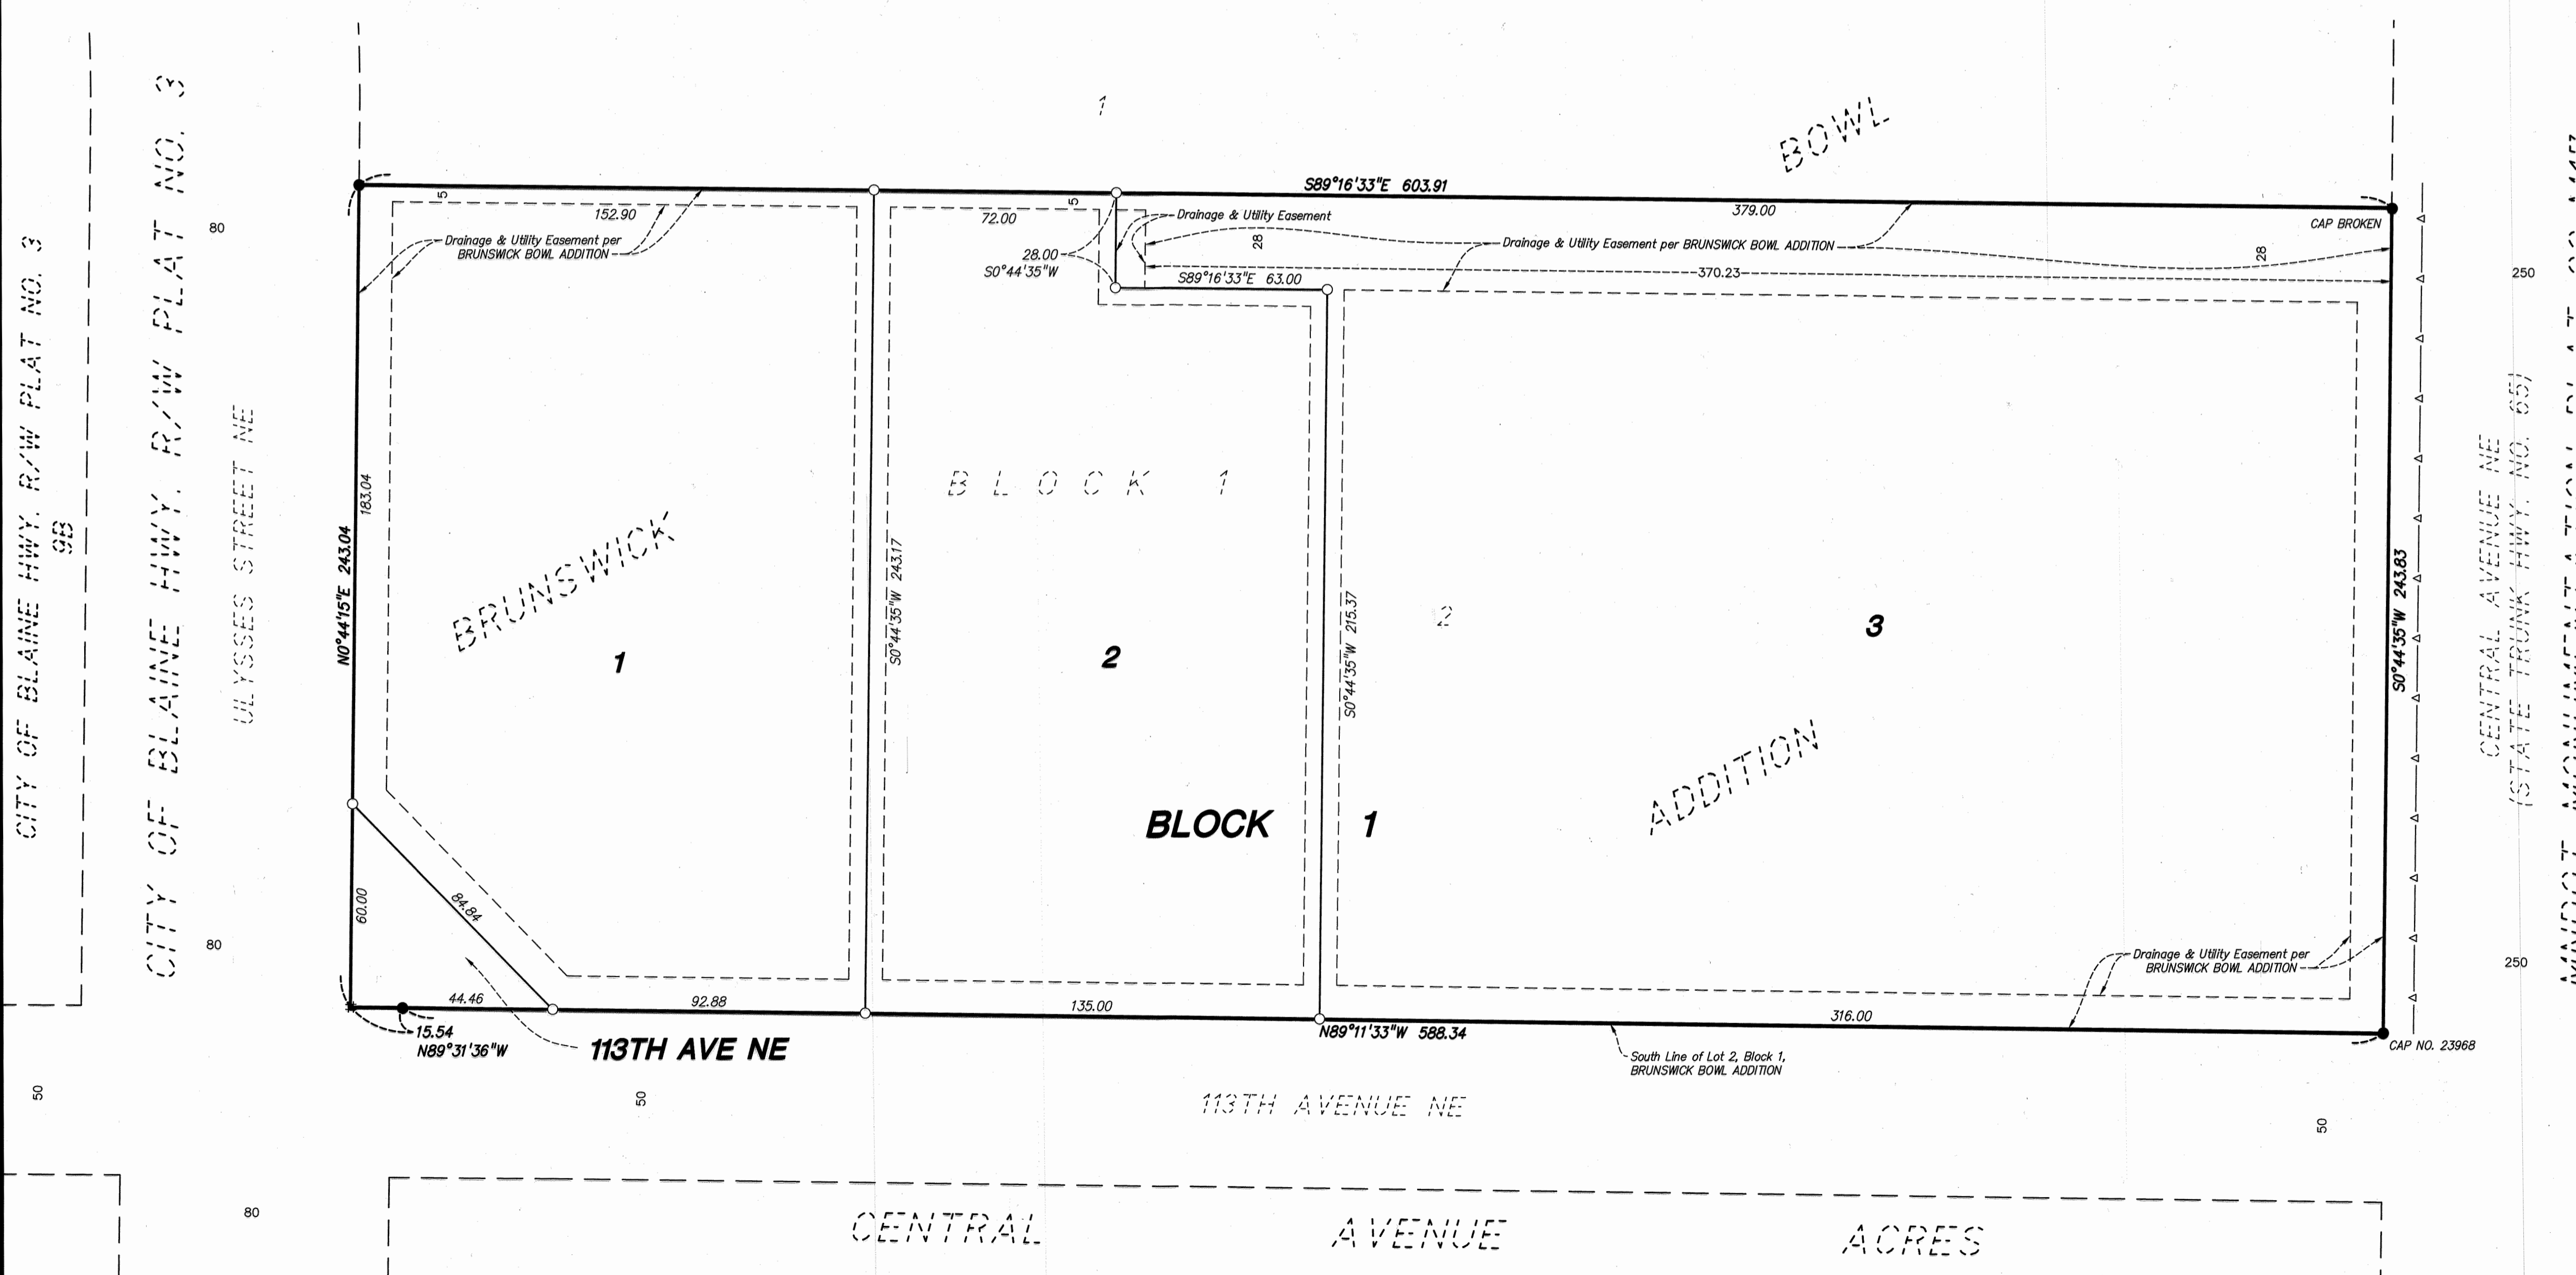 1
BOWL
S89°16'33"E 603.91
5
5
152.90
72.00
379.00
CAP BROKEN
Drainage & Utility Easement
Drainage & Utility Easement per
BRUNSWICK BOWL ADDITION
28.00
S0°44'35"W
28
Drainage & Utility Easement per BRUNSWICK BOWL ADDITION
28
370.23
S89°16'33"E 63.00
80
250
CITY OF BLAINE HWY. R/W PLAT NO. 3
9B
CITY OF BLAINE HWY. R/W PLAT NO. 3
ULYSSES STREET NE
N0°44'15"E 243.04
183.04
BLOCK 1
BRUNSWICK
1
S0°44'35"W 243.17
2
S0°44'35"W 215.37
2
3
ADDITION
BLOCK 1
S0°44'35"W 243.83
CENTRAL AVENUE NE
(STATE TRUNK HWY. NO. 65)
60.00
84.84
80
250
Drainage & Utility Easement per
BRUNSWICK BOWL ADDITION
44.46
92.88
135.00
316.00
15.54
N89°31'36"W
113TH AVE NE
N89°11'33"W 588.34
CAP NO. 23968
South Line of Lot 2, Block 1,
BRUNSWICK BOWL ADDITION
50
50
113TH AVENUE NE
50
80
CENTRAL AVENUE ACRES